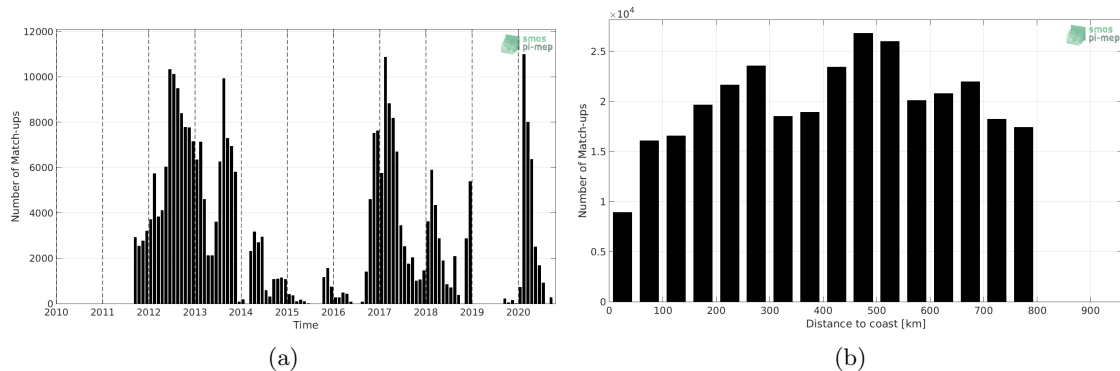 12000
10000
8000
6000
4000
2000
0
Number of Match-ups
2010 2011 2012 2013 2014 2015 2016 2017 2018 2019 2020
Time
smos
pi-mep
(a)
×10⁴
2.5
2
1.5
1
0.5
0
Number of Match-ups
0 100 200 300 400 500 600 700 800 900
Distance to coast [km]
smos
pi-mep
(b)